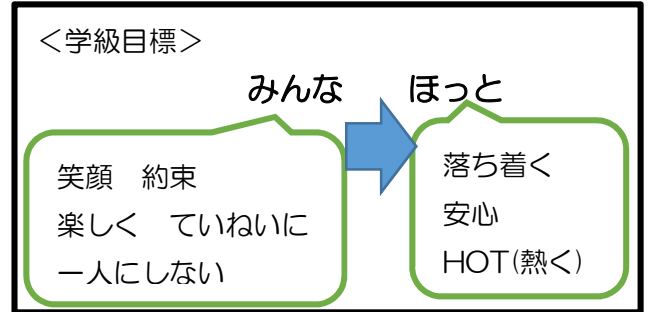 ＜学級目標＞
みんな　ほっと
笑顔　約束
楽しく　ていねいに
一人にしない
落ち着く
安心
HOT(熱く)